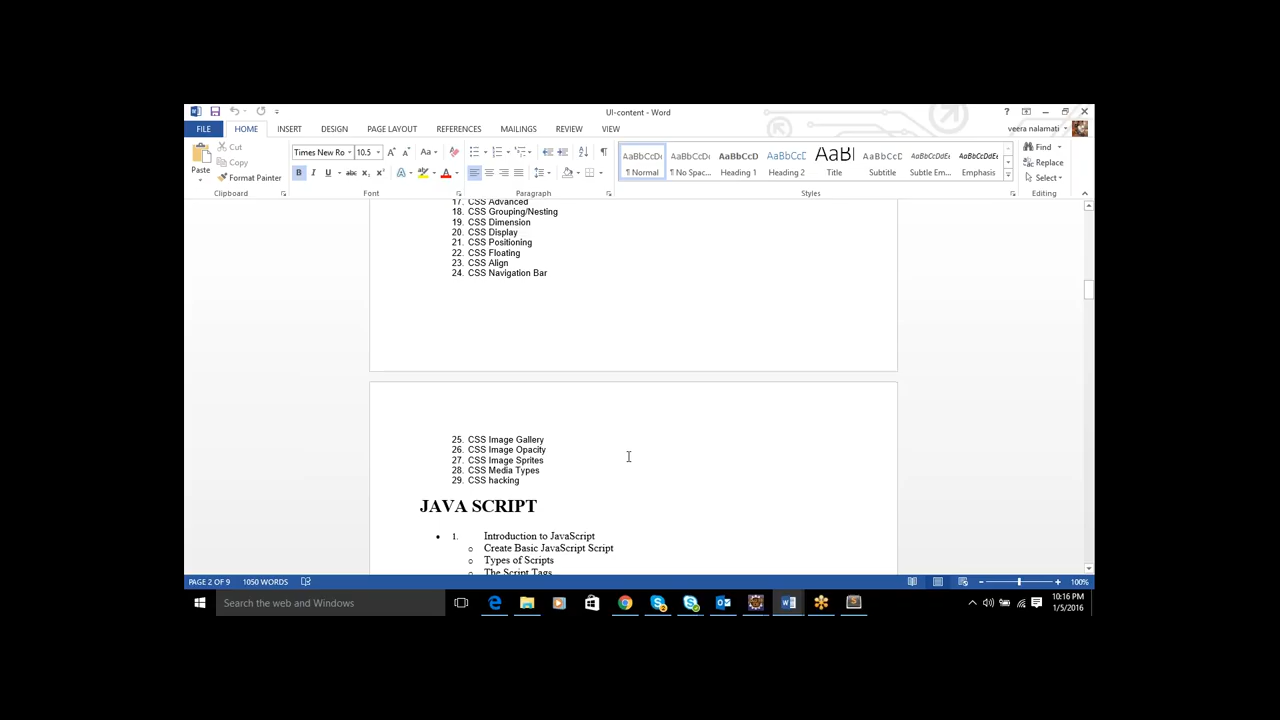 UI-content - Word
veera nalamati
FILE HOME INSERT DESIGN PAGE LAYOUT REFERENCES MAILINGS REVIEW VIEW
Paste
Cut
Copy
Format Painter
Clipboard
Times New Ro 10.5
Font
Paragraph
AaBbCcDc AaBbCcDc AaBbCcD AaBbCcD AaBl AaBbCcD AaBbCcDdEe AaBbCcDdEe
¶ Normal ¶ No Spac... Heading 1 Heading 2 Title Subtitle Subtle Em... Emphasis
Styles
Find
Replace
Select
Editing
17. CSS Advanced
18. CSS Grouping/Nesting
19. CSS Dimension
20. CSS Display
21. CSS Positioning
22. CSS Floating
23. CSS Align
24. CSS Navigation Bar
25. CSS Image Gallery
26. CSS Image Opacity
27. CSS Image Sprites
28. CSS Media Types
29. CSS hacking
JAVA SCRIPT
• 1. Introduction to JavaScript
o Create Basic JavaScript Script
o Types of Scripts
o The Script Tags
PAGE 2 OF 9 1050 WORDS 100%
Search the web and Windows
10:16 PM
1/5/2016